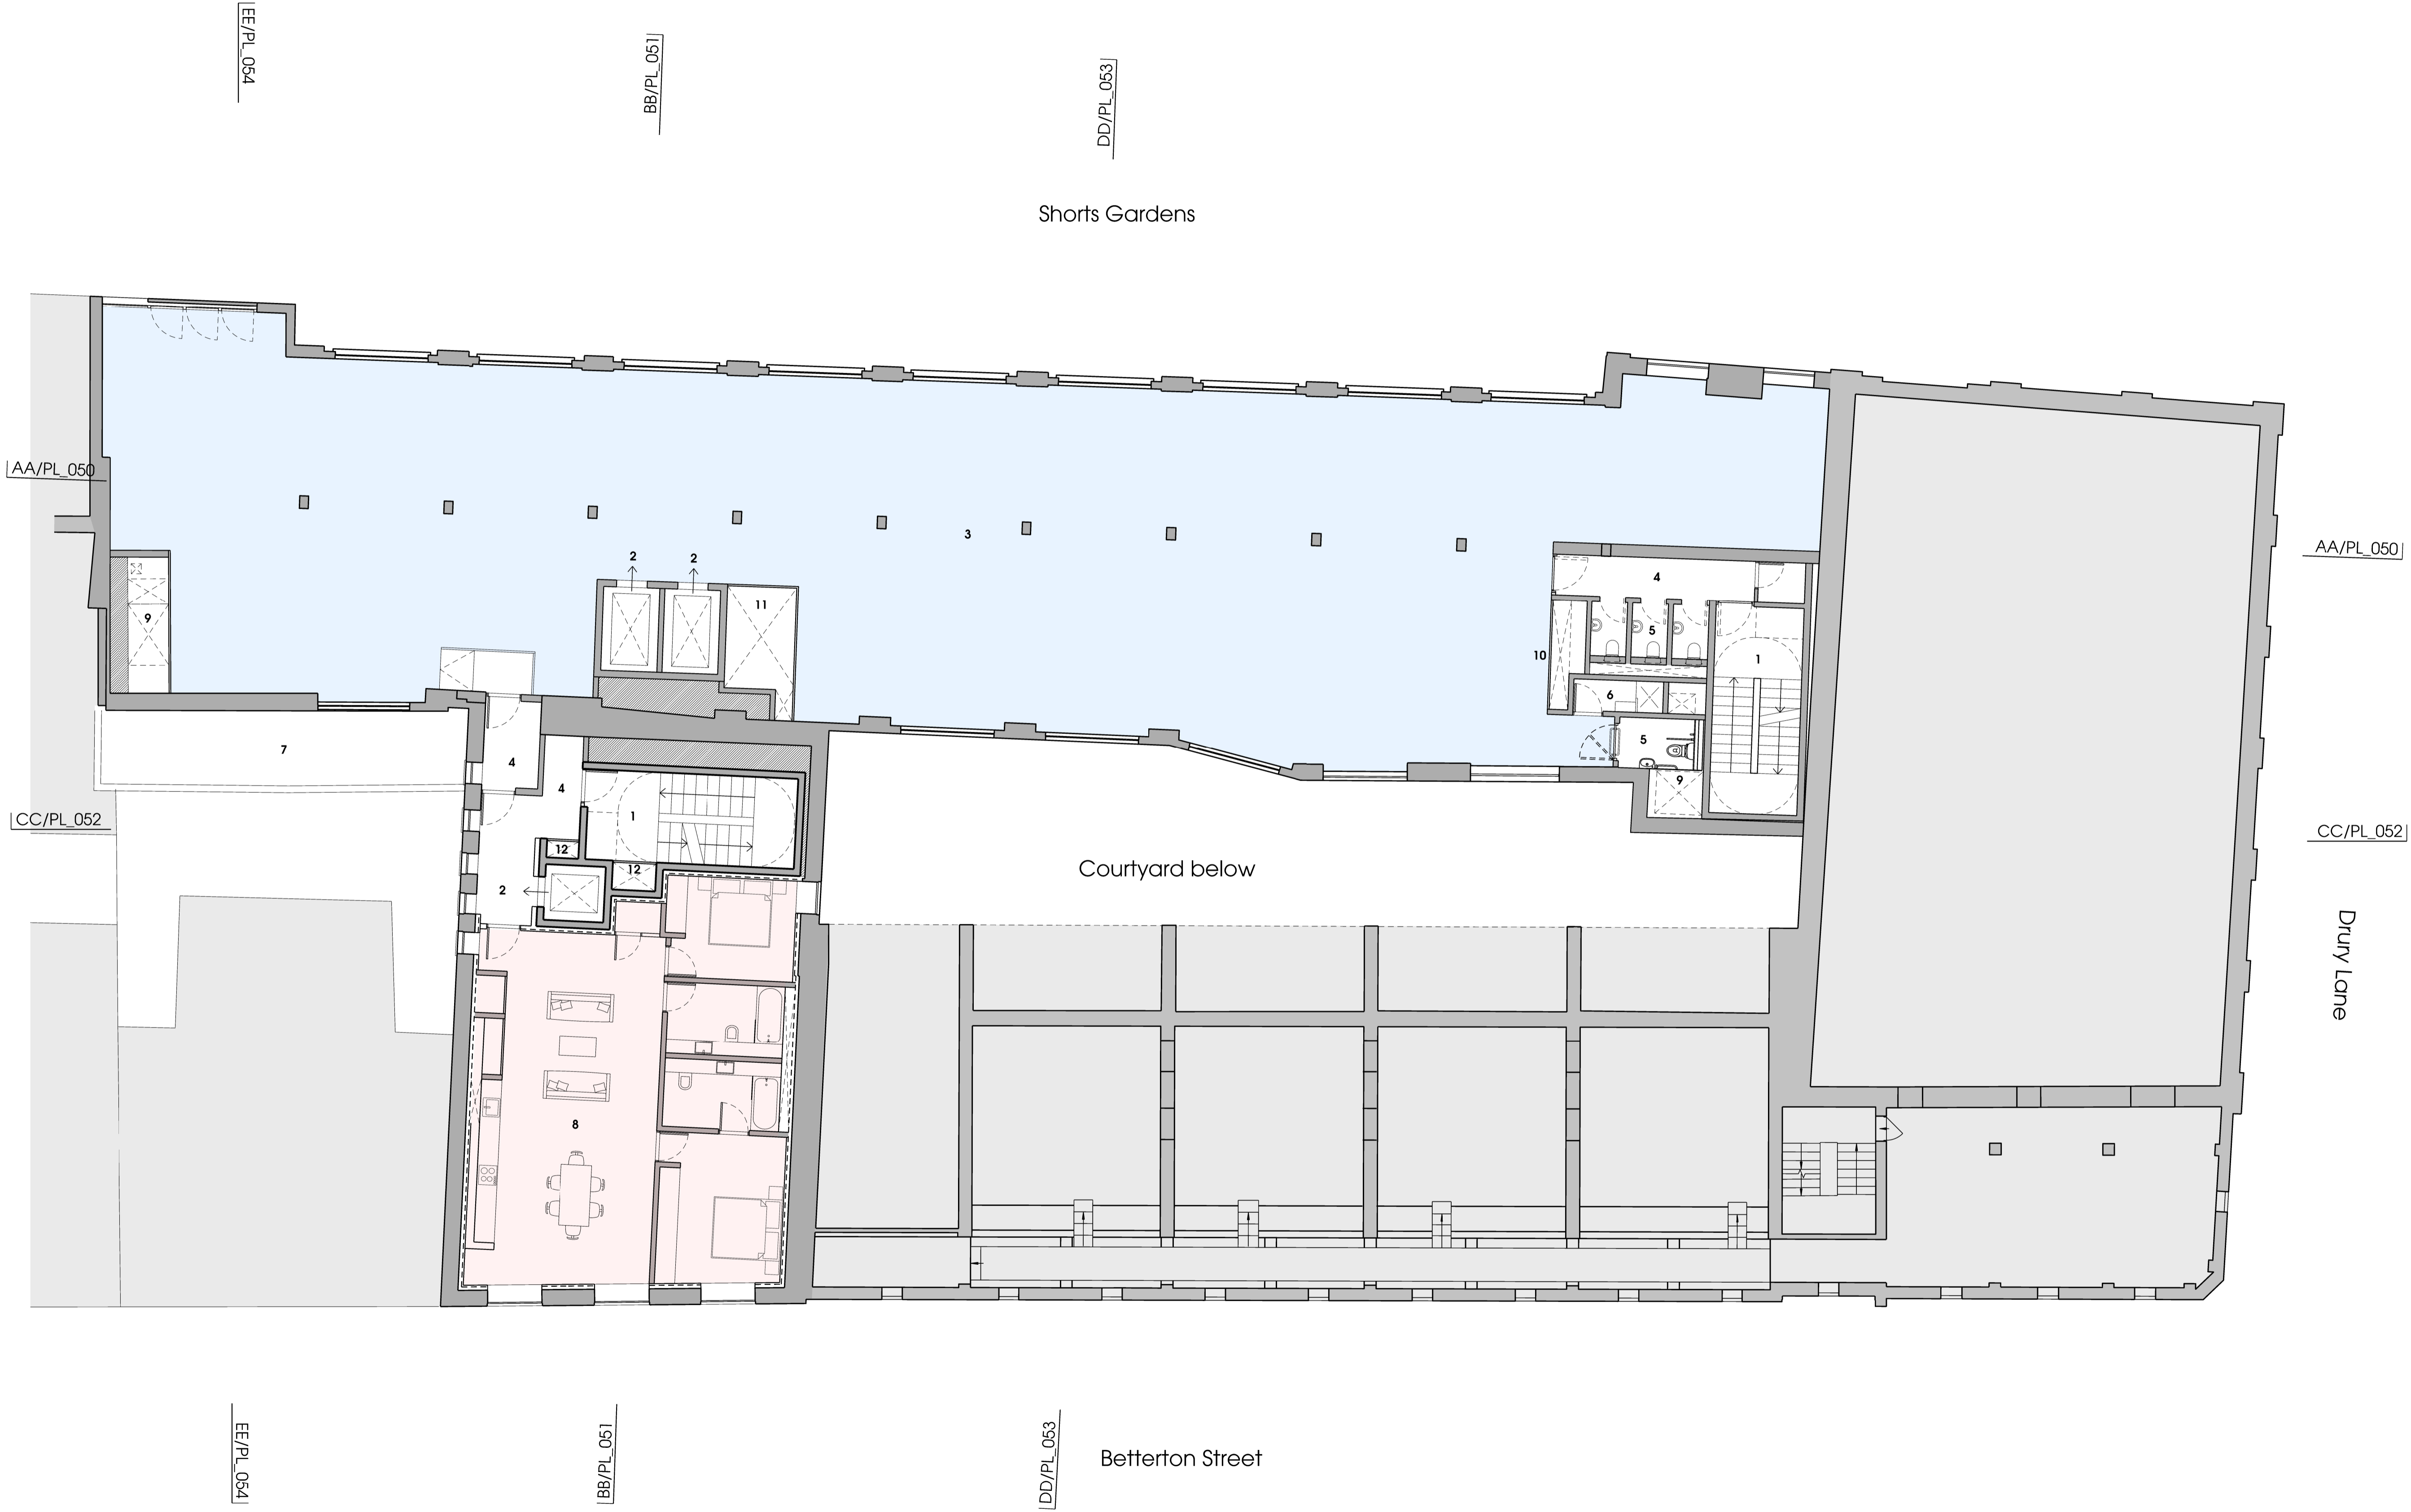 EE/PL_054
BB/PL_051
DD/PL_053
Shorts Gardens
AA/PL_050
3
2
2
AA/PL_050
4
11
9
5
10
1
6
7
5
4
9
4
1
CC/PL_052
CC/PL_052
12
12
Courtyard below
2
Drury Lane
8
EE/PL_054
BB/PL_051
DD/PL_053
Betterton Street